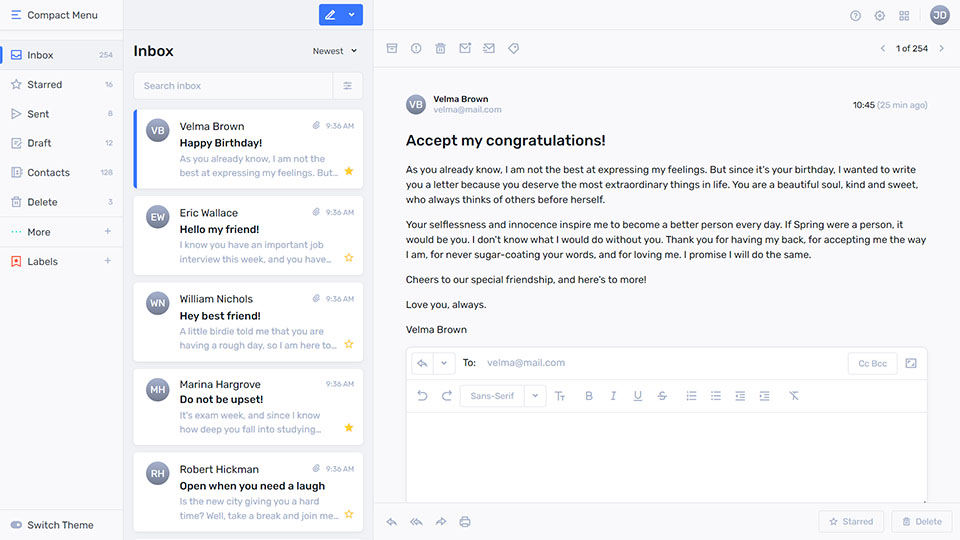 Compact Menu
Inbox 254
Starred 16
Sent 8
Draft 12
Contacts 128
Delete 3
More +
Labels +
Switch Theme
Inbox
Newest
Search inbox
VB
Velma Brown 9:36 AM
Happy Birthday!
As you already know, I am not the
best at expressing my feelings. But...
EW
Eric Wallace 9:36 AM
Hello my friend!
I know you have an important job
interview this week, and you have...
WN
William Nichols 9:36 AM
Hey best friend!
A little birdie told me that you are
having a rough day, so I am here to...
MH
Marina Hargrove 9:36 AM
Do not be upset!
It's exam week, and since I know
how deep you fall into studying...
RH
Robert Hickman 9:36 AM
Open when you need a laugh
Is the new city giving you a hard
time? Well, take a break and join me...
JD
1 of 254
VB
Velma Brown
velma@mail.com
10:45 (25 min ago)
Accept my congratulations!
As you already know, I am not the best at expressing my feelings. But since it's your birthday, I wanted to write
you a letter because you deserve the most extraordinary things in life. You are a beautiful soul, kind and sweet,
who always thinks of others before herself.
Your selflessness and innocence inspire me to become a better person every day. If Spring were a person, it
would be you. I don't know what I would do without you. Thank you for having my back, for accepting me the way
I am, for never sugar-coating your words, and for loving me. I promise I will do the same.
Cheers to our special friendship, and here's to more!
Love you, always.
Velma Brown
To: velma@mail.com
Cc Bcc
Sans-Serif
Tт B I U S
Starred
Delete